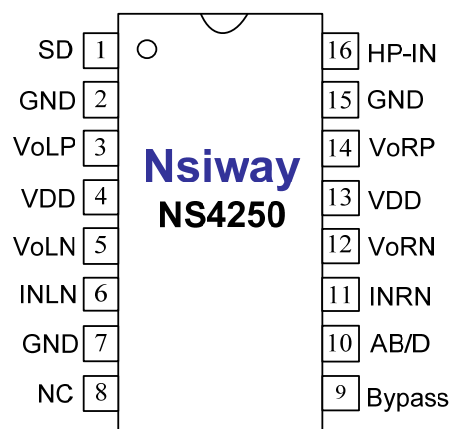 SD 1 16 HP-IN
GND 2 15 GND
VoLP 3 14 VoRP
Nsiway
VDD 4 13 VDD
NS4250
VoLN 5 12 VoRN
INLN 6 11 INRN
GND 7 10 AB/D
NC 8 9 Bypass